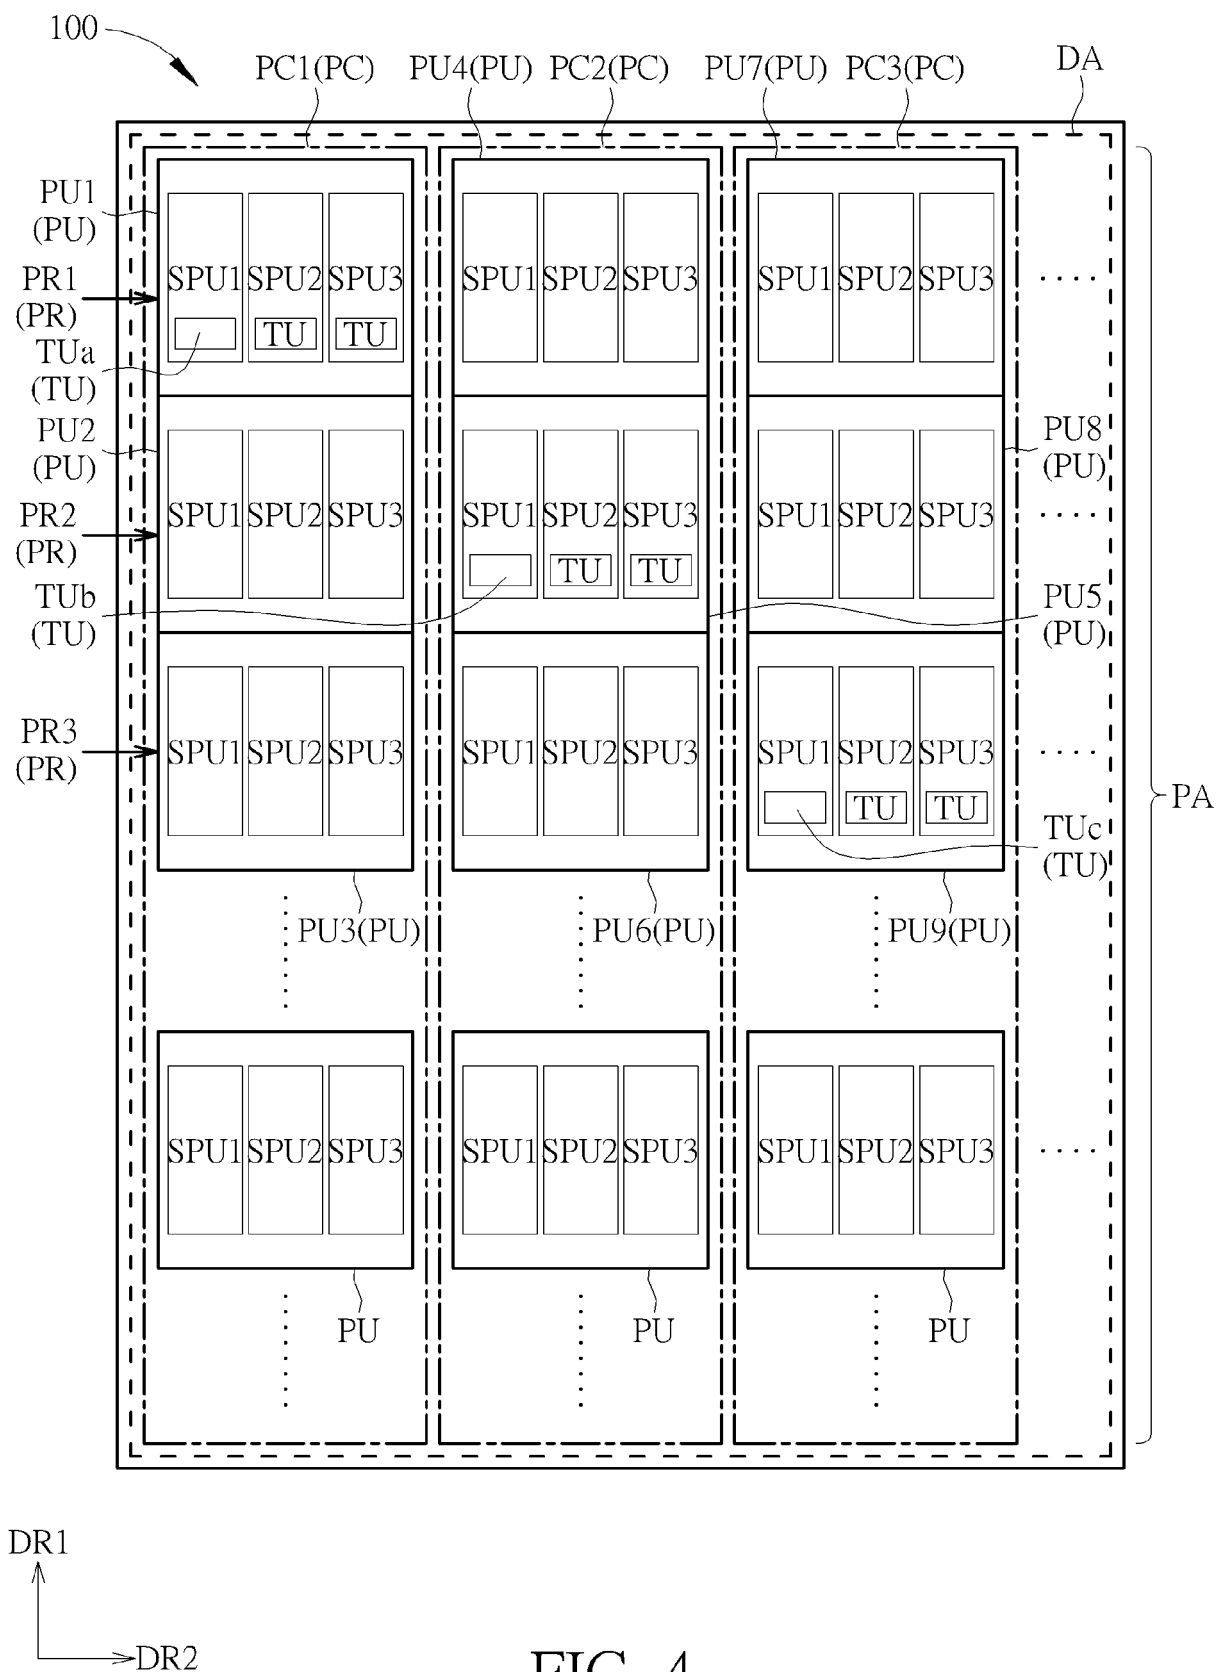 100
PC1(PC) PU4(PU) PC2(PC) PU7(PU) PC3(PC) DA
PU1
(PU)
SPU1 SPU2 SPU3 SPU1 SPU2 SPU3 SPU1 SPU2 SPU3 ....
PR1
(PR)
TU TU
TUa
(TU)
PU2
(PU)
PU8
(PU)
SPU1 SPU2 SPU3 SPU1 SPU2 SPU3 SPU1 SPU2 SPU3 ....
PR2
(PR)
TU TU
TUb
(TU)
PU5
(PU)
PR3
(PR)
SPU1 SPU2 SPU3 SPU1 SPU2 SPU3 SPU1 SPU2 SPU3 ....
PA
TU TU
TUc
(TU)
PU3(PU) PU6(PU) PU9(PU)
SPU1 SPU2 SPU3 SPU1 SPU2 SPU3 SPU1 SPU2 SPU3 ....
PU PU PU
DR1
DR2
FIG. 4